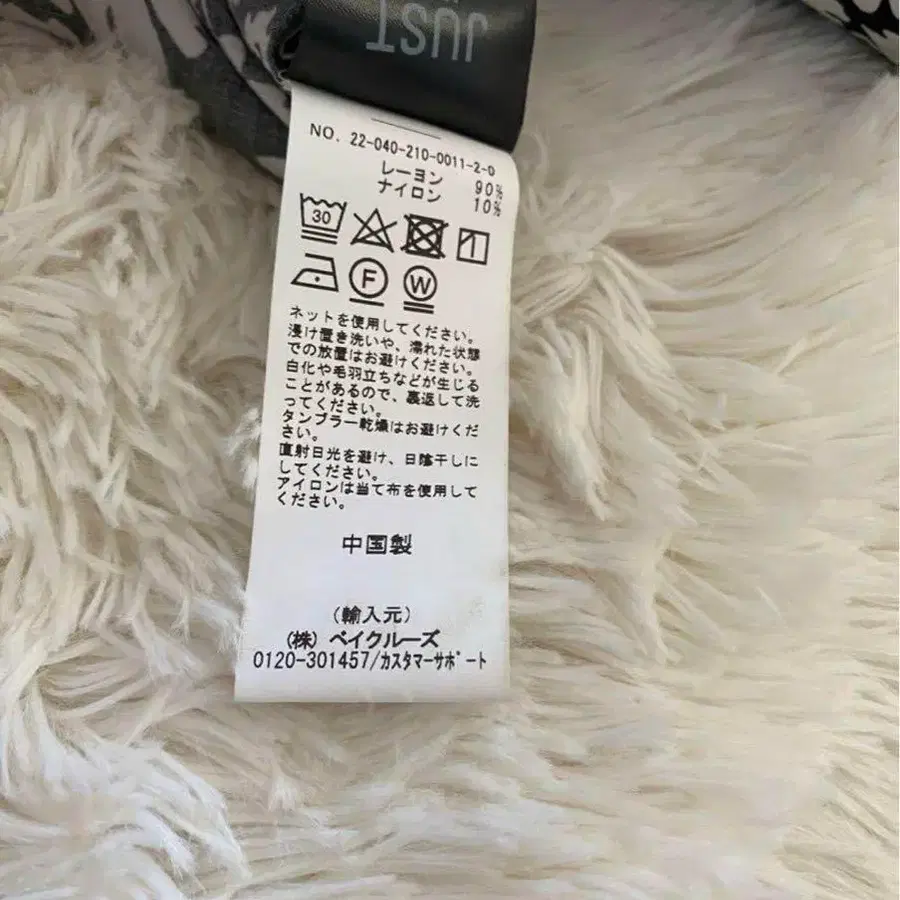 JUST
NO. 22-040-210-0011-2-0
レーヨン 90%
ナイロン 10%
30
F
W
ネットを使用してください。
浸け置き洗いや、濡れた状態
での放置はお避けください。
白化や毛羽立ちなどが生じる
ことがあるので、裏返して洗
ってください。
タンブラー乾燥はお避けくだ
さい。
直射日光を避け、日陰干しに
してください。
アイロンは当て布を使用して
ください。
中国製
(輸入元)
(株) ベイクルーズ
0120-301457/カスタマーサポート